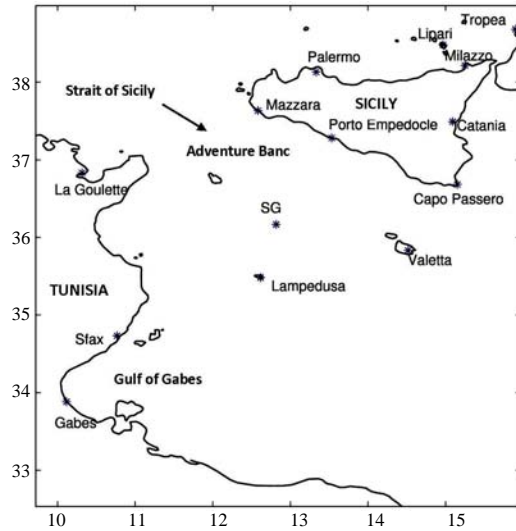 Tropea
Lipari
Milazzo
Palermo
38
Strait of Sicily
SICILY
Mazzara
Porto Empedocle
Catania
Adventure Banc
37
La Goulette
Capo Passero
SG
36
Valetta
Lampedusa
TUNISIA
35
Sfax
Gulf of Gabes
34
Gabes
33
10 11 12 13 14 15